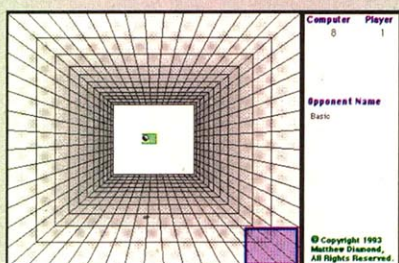 Computer Player
8 1
Opponent Name
Basic
© Copyright 1993
Matthew Diamond,
All Rights Reserved.